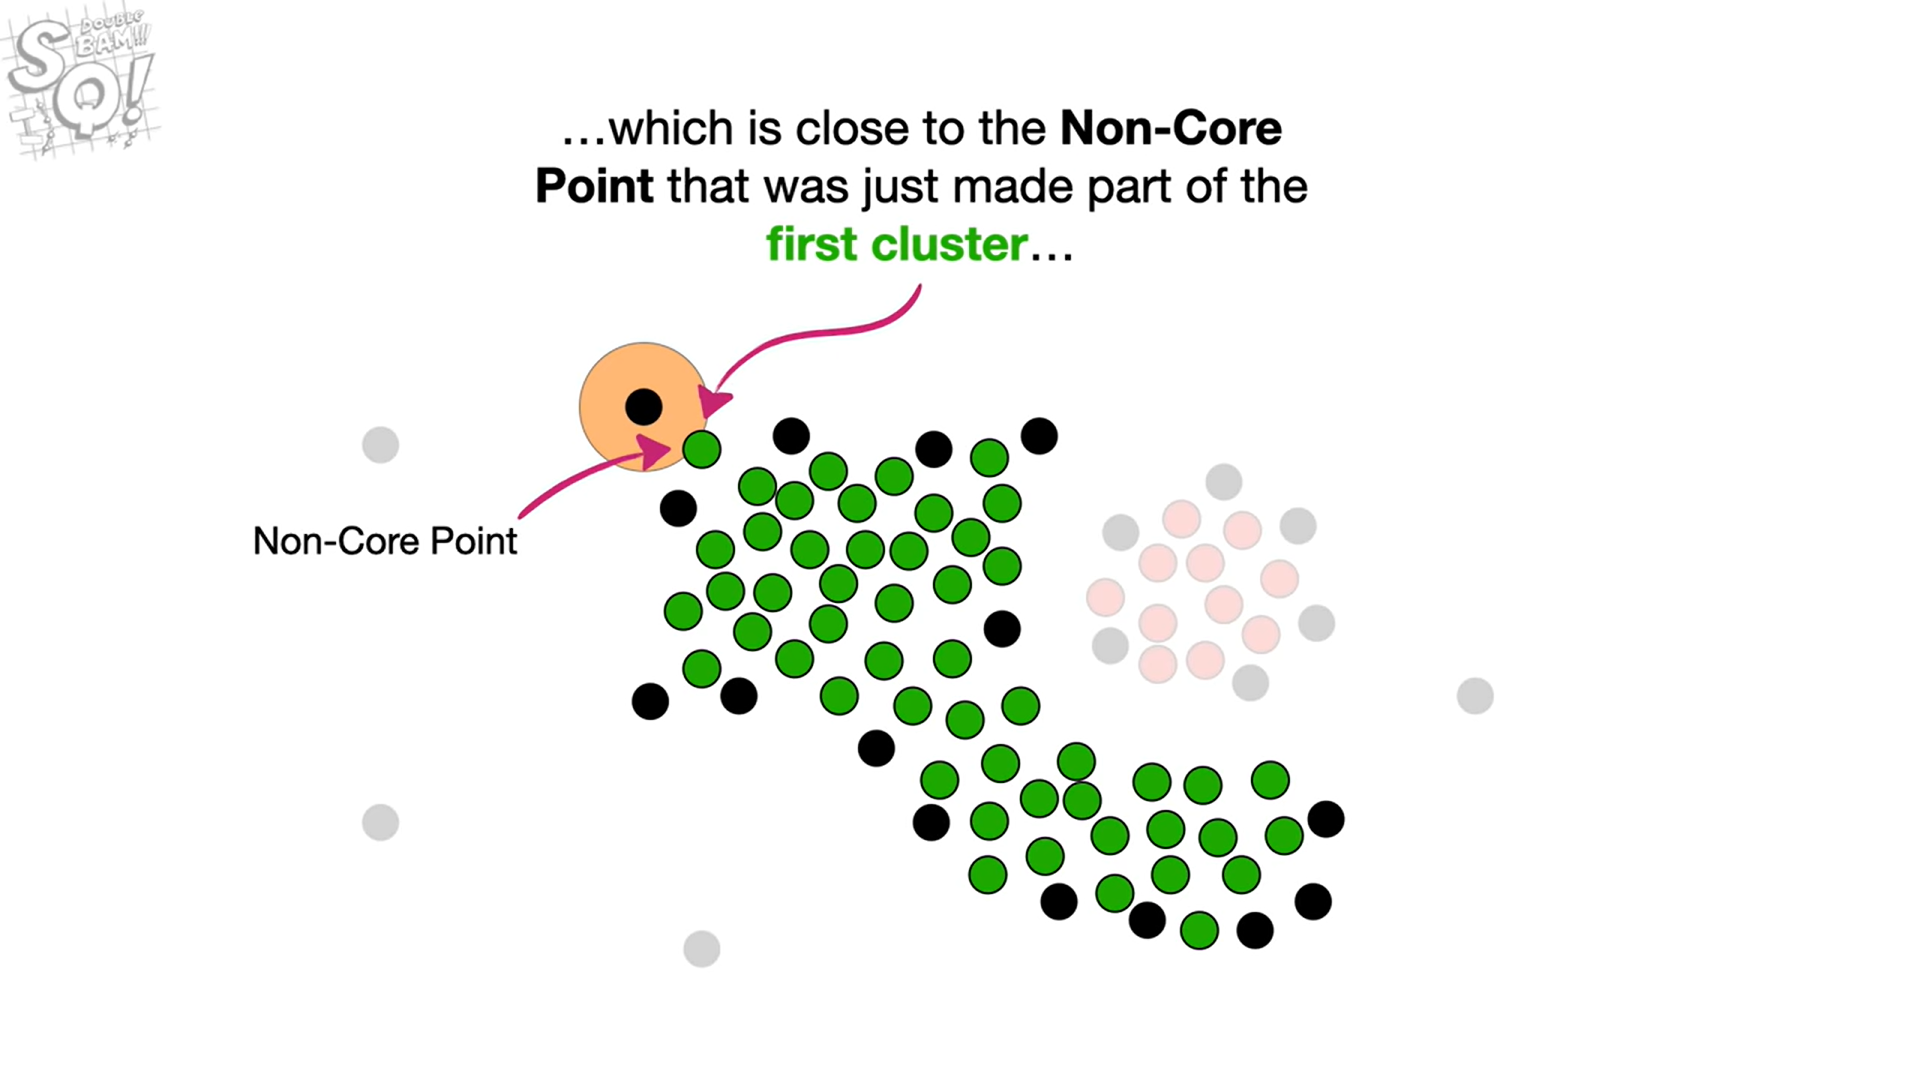 DOUBLE
BAM!!!
SQ!
…which is close to the Non-Core
Point that was just made part of the
first cluster…
Non-Core Point